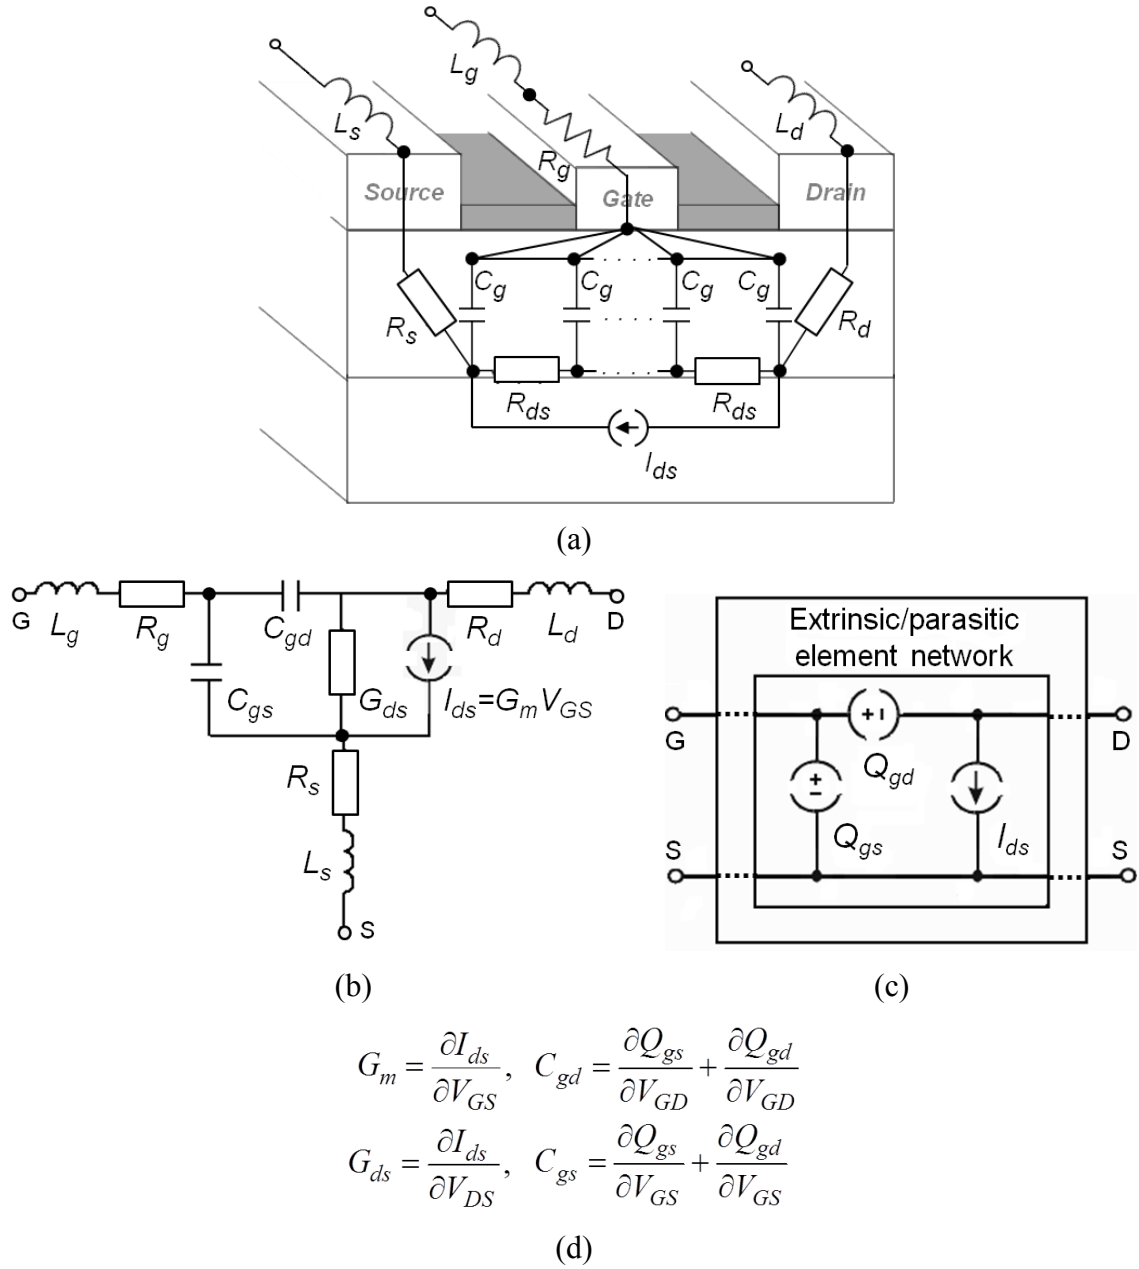 L_g
L_s
L_d
R_g
Source
Gate
Drain
C_g C_g C_g C_g
R_s
R_d
R_ds R_ds
I_ds
(a)
G L_g R_g C_gd R_d L_d D
C_gs G_ds I_ds=G_mV_GS
R_s
L_s
S
(b)
Extrinsic/parasitic
element network
G + ı D
Q_gd
+
−
S Q_gs I_ds S
(c)
G_m = ∂I_ds/∂V_GS, C_gd = ∂Q_gs/∂V_GD + ∂Q_gd/∂V_GD
G_ds = ∂I_ds/∂V_DS, C_gs = ∂Q_gs/∂V_GS + ∂Q_gd/∂V_GS
(d)